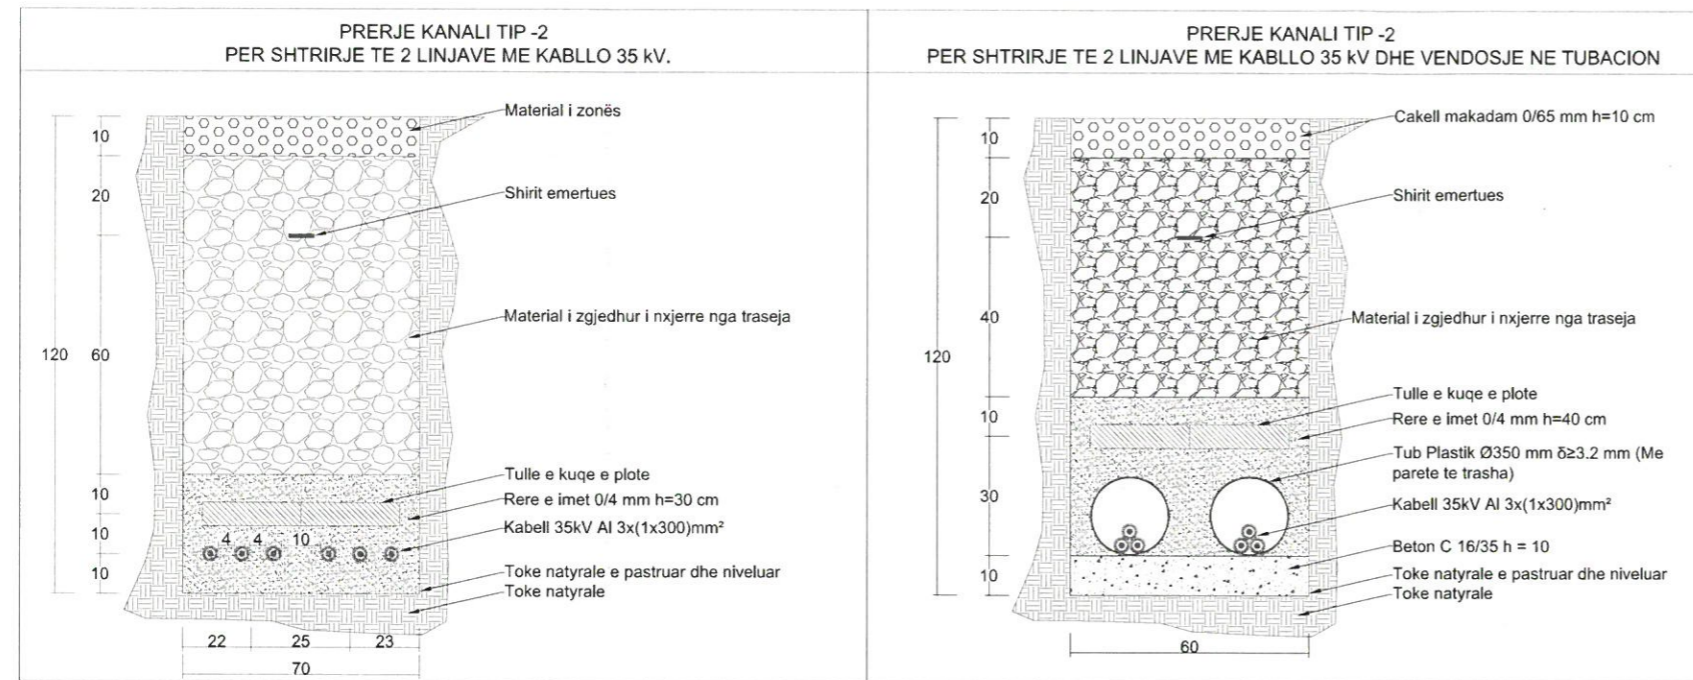 PRERJE KANALI TIP -2
PER SHTRIRJE TE 2 LINJAVE ME KABLLO 35 kV.
Material i zonës
10
20
Shirit emertues
Material i zgjedhur i nxjerre nga traseja
120
60
Tulle e kuqe e plote
10
Rere e imet 0/4 mm h=30 cm
Kabell 35kV Al 3x(1x300)mm²
10
4 4 10
10
Toke natyrale e pastruar dhe niveluar
Toke natyrale
22 25 23
70
PRERJE KANALI TIP -2
PER SHTRIRJE TE 2 LINJAVE ME KABLLO 35 kV DHE VENDOSJE NE TUBACION
Cakell makadam 0/65 mm h=10 cm
10
20
Shirit emertues
40
Material i zgjedhur i nxjerre nga traseja
120
Tulle e kuqe e plote
10
Rere e imet 0/4 mm h=40 cm
Tub Plastik Ø350 mm δ≥3.2 mm (Me
parete te trasha)
30
Kabell 35kV Al 3x(1x300)mm²
Beton C 16/35 h = 10
10
Toke natyrale e pastruar dhe niveluar
Toke natyrale
60